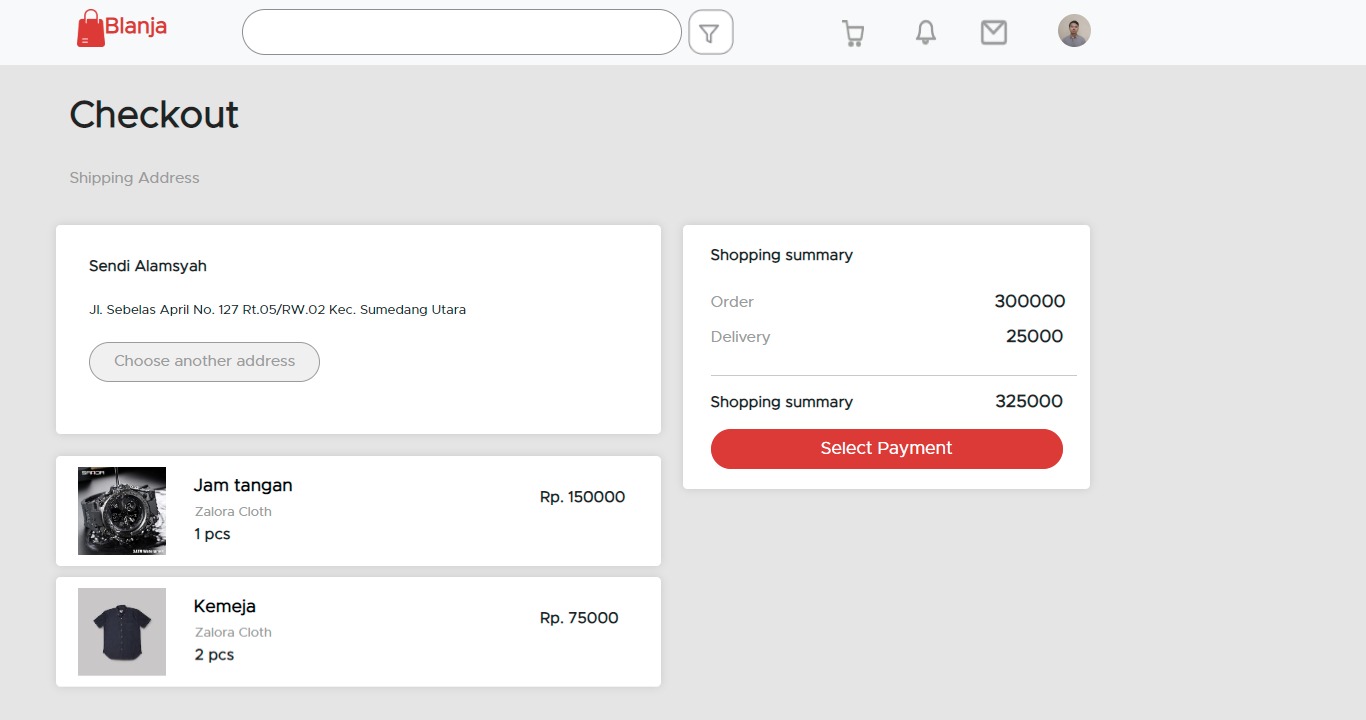 Blanja
Checkout
Shipping Address
Sendi Alamsyah
Jl. Sebelas April No. 127 Rt.05/RW.02 Kec. Sumedang Utara
Choose another address
SANDA
Jam tangan
Zalora Cloth
1 pcs
Rp. 150000
Kemeja
Zalora Cloth
2 pcs
Rp. 75000
Shopping summary
Order 300000
Delivery 25000
Shopping summary 325000
Select Payment